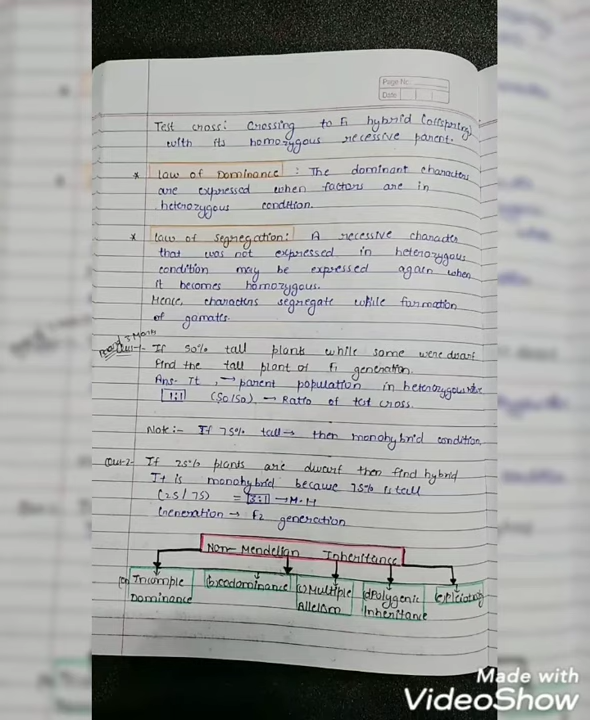 Page No.
Date
Test cross: Crossing to F1 hybrid (offspring)
with its homozygous recessive parent.
* Law of Dominance : The dominant characters
are expressed when factors are in
heterozygous condition.
* law of segregation: A recessive character
that was not expressed in heterozygous
condition may be expressed again when
it becomes homozygous.
Hence, characters segregate while formation
of gamates.
Que-1- If 50% tall plants while some were dwarf
Find the tall plant of F1 generation.
Ans- It, → parent population in heterozygous
1:1 (50/50) → Ratio of test cross.
Note:- If 75% tall → then monohybrid condition
Que-2- If 25% plants are dwarf then find hybrid
It is monohybrid because 75% is tall
(25/75) = 3:1 → M.H
Generation → F2 generation
Non-Mendelian Inheritance
(a) Incomple
Dominance
(b) codominance
(c) Multiple
Allelism
(d) Polygenic
Inheritance
(e) Pleiotropy
Made with
VideoShow